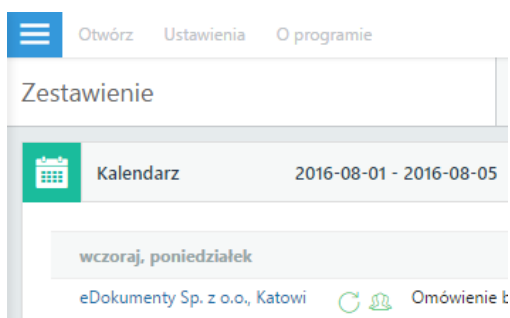 Otwórz Ustawienia O programie
Zestawienie
Kalendarz 2016-08-01 - 2016-08-05
wczoraj, poniedziałek
eDokumenty Sp. z o.o., Katowi Omówienie